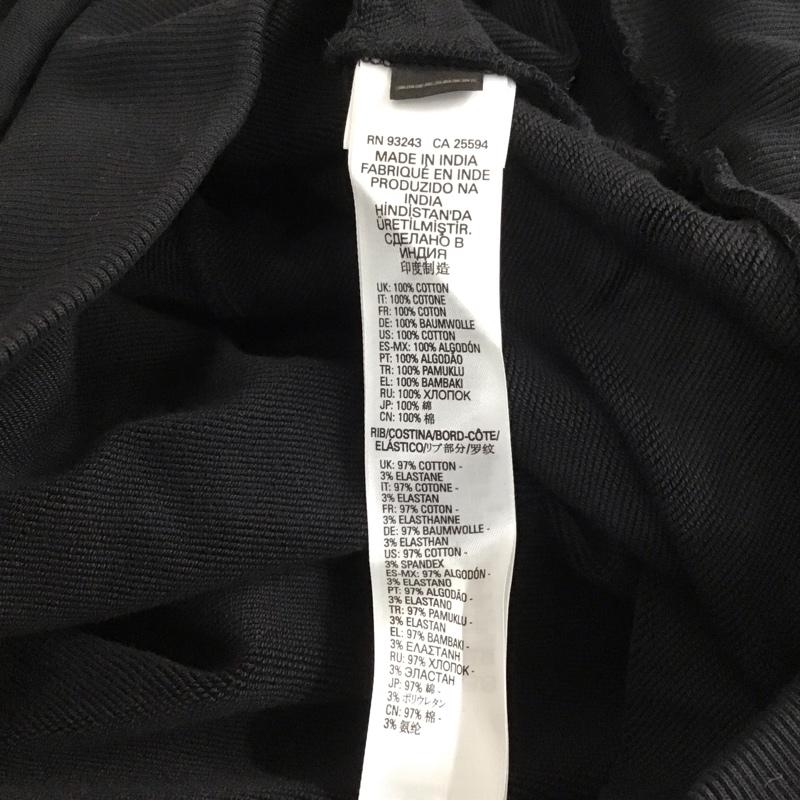 RN 93243 CA 25594
MADE IN INDIA
FABRIQUÉ EN INDE
PRODUZIDO NA
INDIA
HİNDİSTAN'DA
ÜRETİLMİŞTİR.
СДЕЛАНО В
ИНДИЯ
印度制造
UK: 100% COTTON
IT: 100% COTONE
FR: 100% COTON
DE: 100% BAUMWOLLE
US: 100% COTTON
ES-MX: 100% ALGODÓN
PT: 100% ALGODÃO
TR: 100% PAMUKLU
EL: 100% BAMBAKI
RU: 100% ХЛОПОК
JP: 100% 綿
CN: 100% 棉
RIB/COSTINA/BORD-CÔTE/
ELÁSTICO/リブ部分/罗纹
UK: 97% COTTON -
3% ELASTANE
IT: 97% COTONE -
3% ELASTAN
FR: 97% COTON -
3% ELASTHANNE
DE: 97% BAUMWOLLE -
3% ELASTHAN
US: 97% COTTON -
3% SPANDEX
ES-MX: 97% ALGODÓN -
3% ELASTANO
PT: 97% ALGODÃO -
3% ELASTANO
TR: 97% PAMUKLU -
3% ELASTAN
EL: 97% BAMBAKI -
3% ΕΛΑΣΤΑΝΗ
RU: 97% ХЛОПОК -
3% ЭЛАСТАН
JP: 97% 綿 -
3% ポリウレタン
CN: 97% 棉 -
3% 氨纶